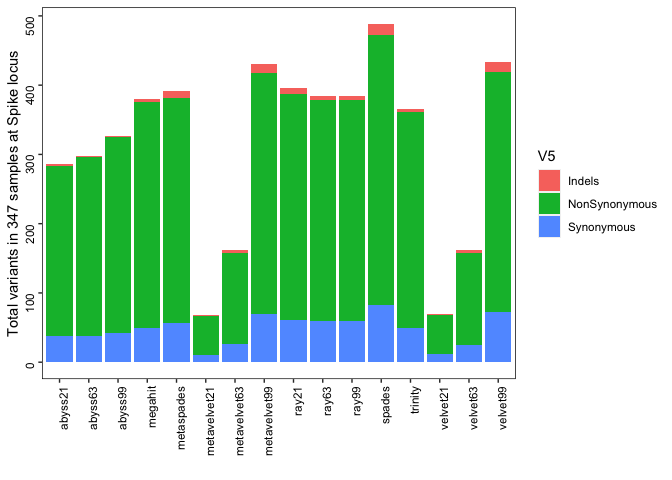 Total variants in 347 samples at Spike locus
500
400
300
200
100
0
abyss21
abyss63
abyss99
megahit
metaspades
metavelvet21
metavelvet63
metavelvet99
ray21
ray63
ray99
spades
trinity
velvet21
velvet63
velvet99
V5
Indels
NonSynonymous
Synonymous